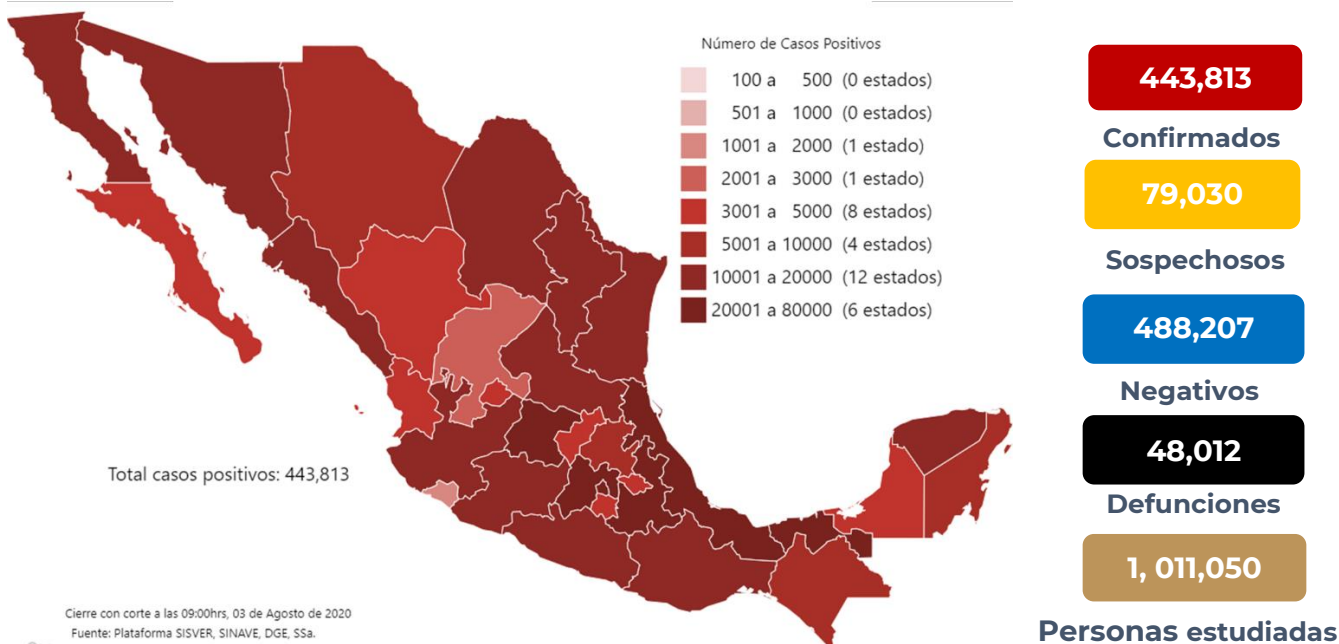 Número de Casos Positivos
100 a 500 (0 estados)
501 a 1000 (0 estados)
1001 a 2000 (1 estado)
2001 a 3000 (1 estado)
3001 a 5000 (8 estados)
5001 a 10000 (4 estados)
10001 a 20000 (12 estados)
20001 a 80000 (6 estados)
Total casos positivos: 443,813
Cierre con corte a las 09:00hrs, 03 de Agosto de 2020
Fuente: Plataforma SISVER, SINAVE, DGE, SSa.
443,813
Confirmados
79,030
Sospechosos
488,207
Negativos
48,012
Defunciones
1, 011,050
Personas estudiadas